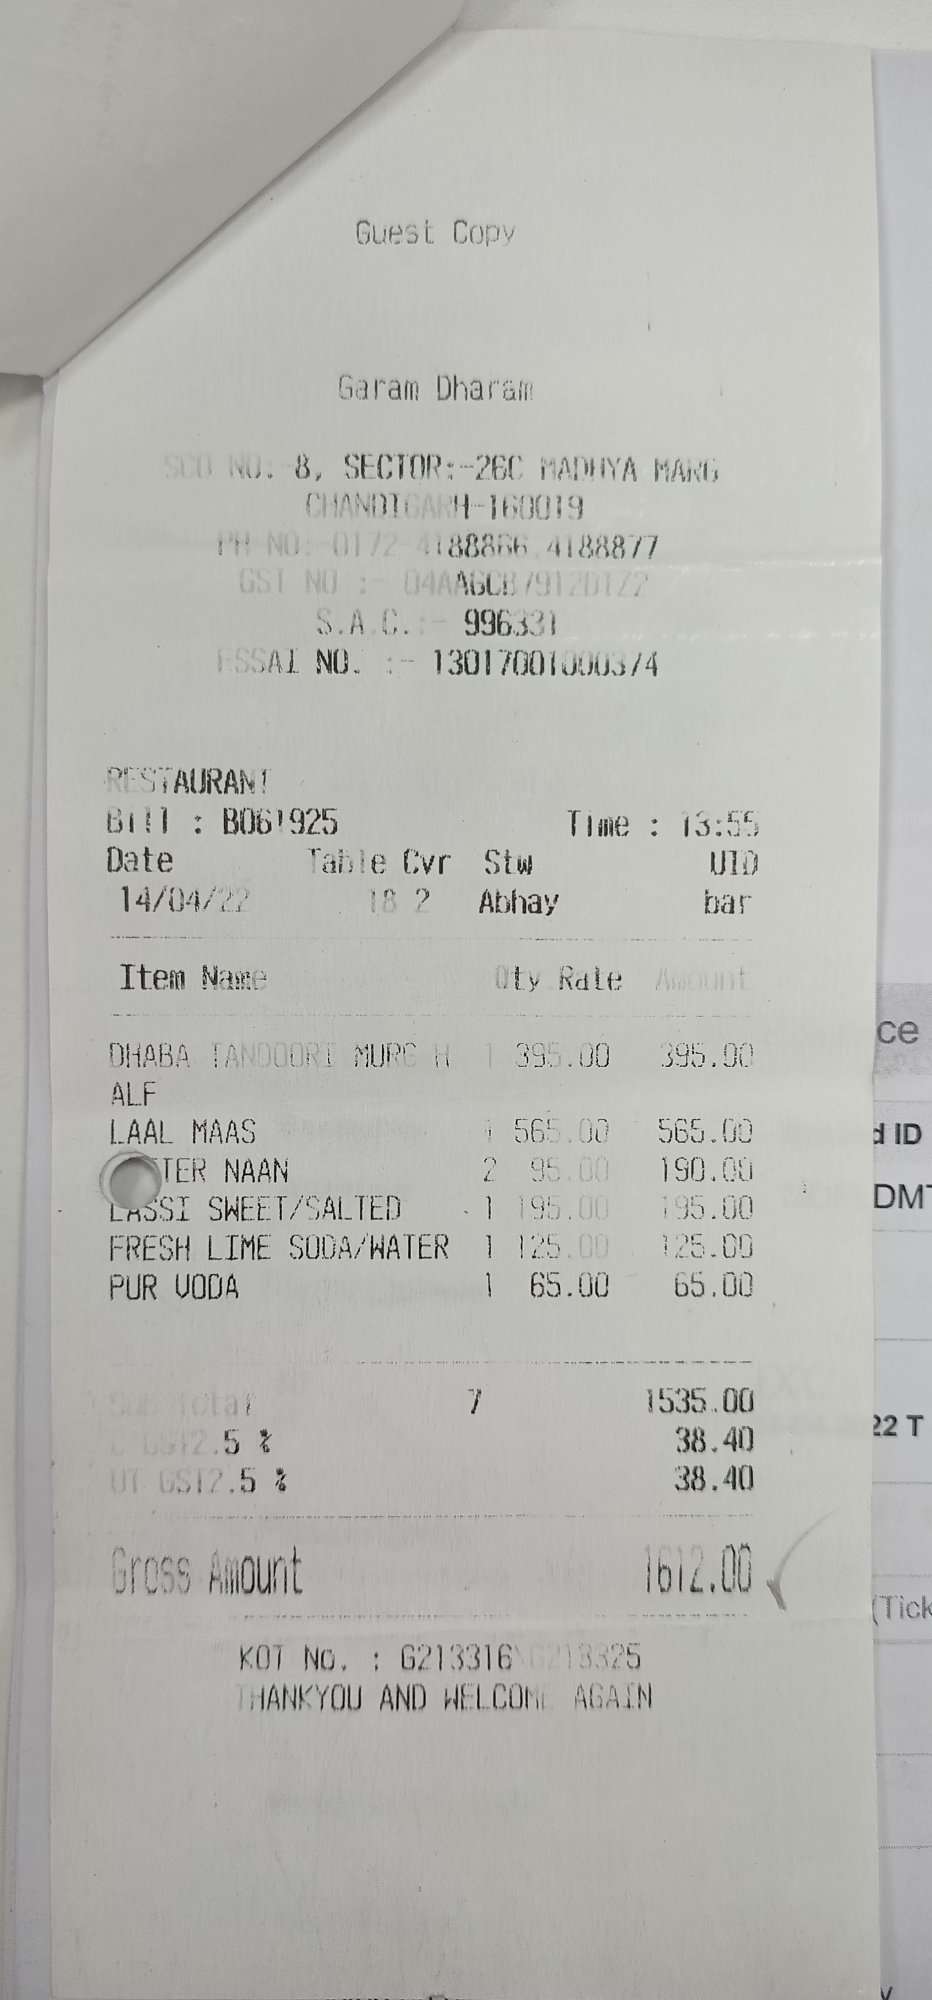 Guest Copy
Garam Dharam
SCO NO: 8, SECTOR:-26C MADHYA MARG
CHANDIGARH-160019
PH NO:-0172-4188866,4188877
GST NO :-
S.A.C.:- 996331
NO. :- 13017001000374
RESTAURANT
Bill : B061925 Time : 13:55
Date Table Cvr Stw UID
14/04/22 18 2 Abhay bar
Item Name Qty Rate Amount
DHABA TANDOORI MURG H 1 395.00 395.00
ALF
LAAL MAAS 1 565.00 565.00
TER NAAN 2 95.00 190.00
LASSI SWEET/SALTED 1 195.00 195.00
FRESH LIME SODA/WATER 1 125.00 125.00
PUR VODA 1 65.00 65.00
Sub Total 7 1535.00
C GST2.5 % 38.40
UT GST2.5 % 38.40
Gross Amount 1612.00
KOT No. : G213316\G213325
THANKYOU AND WELCOME AGAIN
ce
d ID
DMT
22 T
(Tick